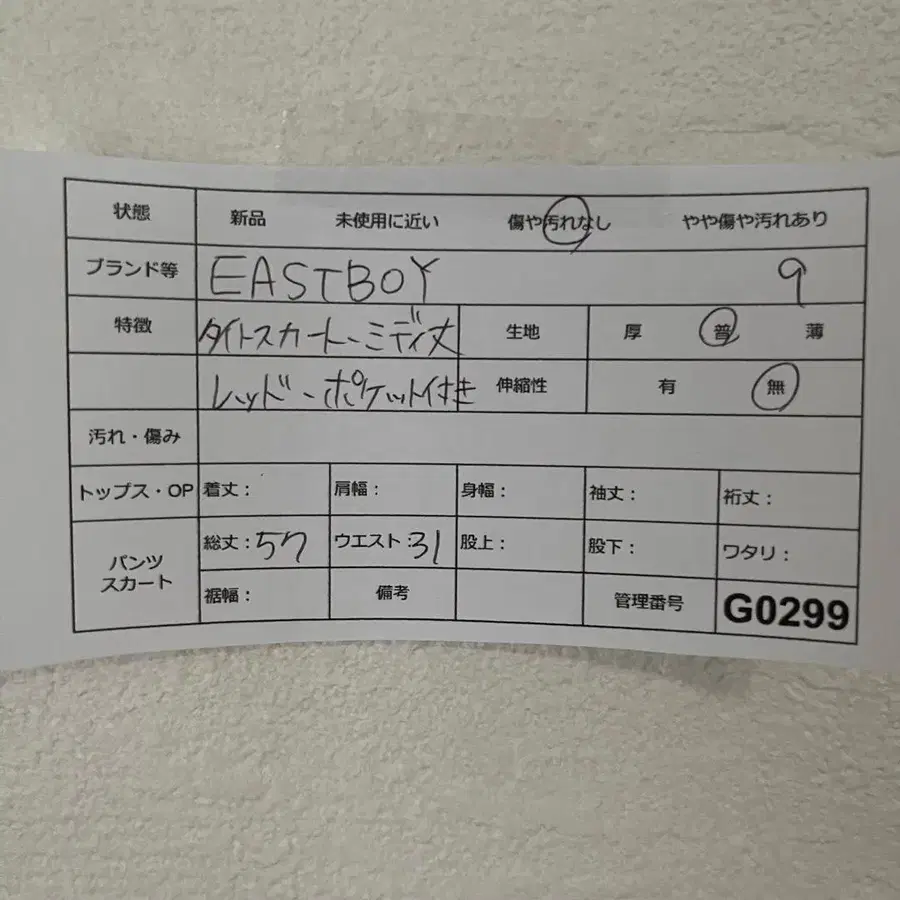 状態 新品 未使用に近い 傷や汚れなし やや傷や汚れあり
ブランド等 EASTBOY 9
特徴 タイトスカート、ミディ丈 生地 厚 普 薄
レッド、ポケット付き 伸縮性 有 無
汚れ・傷み
トップス・OP 着丈: 肩幅: 身幅: 袖丈: 裄丈:
パンツ スカート 総丈:57 ウエスト:31 股上: 股下: ワタリ:
裾幅: 備考 管理番号 G0299